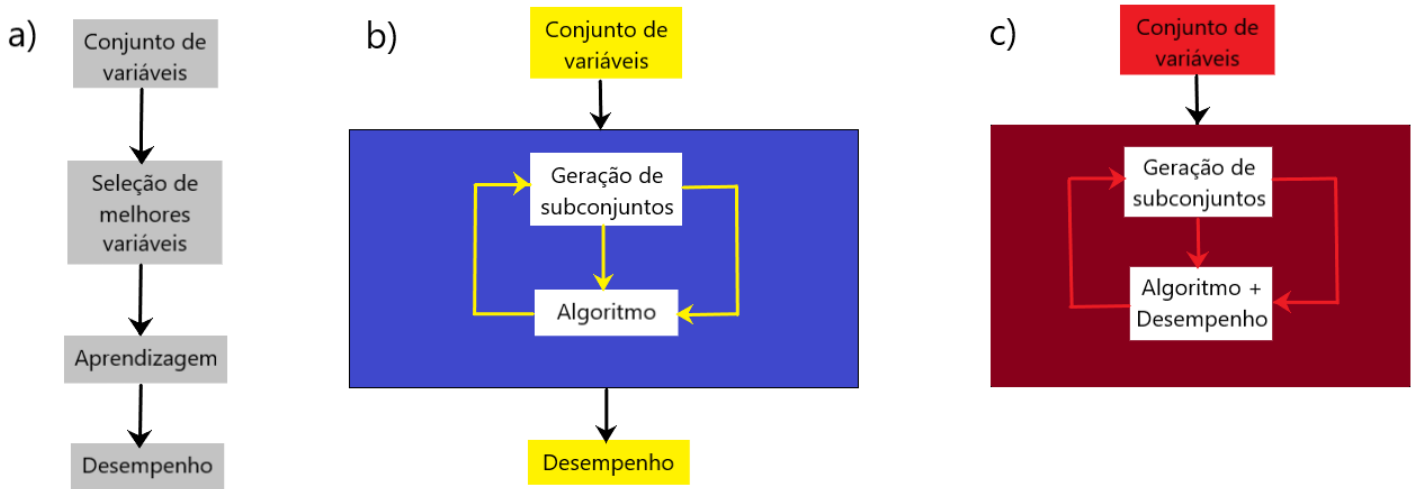 a)
Conjunto de
variáveis
Seleção de
melhores
variáveis
Aprendizagem
Desempenho
b)
Conjunto de
variáveis
Geração de
subconjuntos
Algoritmo
Desempenho
c)
Conjunto de
variáveis
Geração de
subconjuntos
Algoritmo +
Desempenho